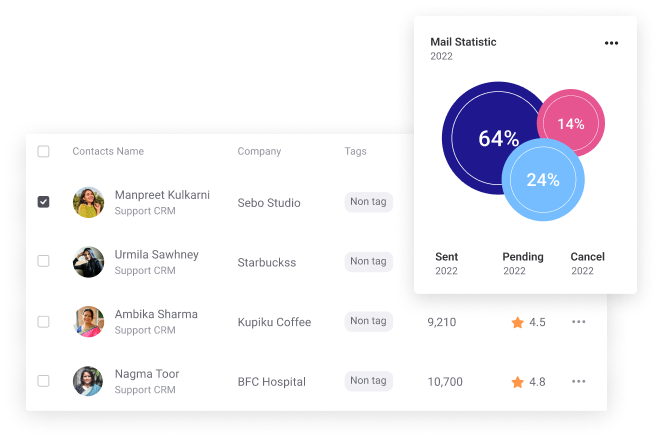 Mail Statistic
2022
64%
14%
24%
Sent
2022
Pending
2022
Cancel
2022
Contacts Name
Company
Tags
Manpreet Kulkarni
Support CRM
Sebo Studio
Non tag
Urmila Sawhney
Support CRM
Starbuckss
Non tag
Ambika Sharma
Support CRM
Kupiku Coffee
Non tag
9,210
4.5
Nagma Toor
Support CRM
BFC Hospital
Non tag
10,700
4.8